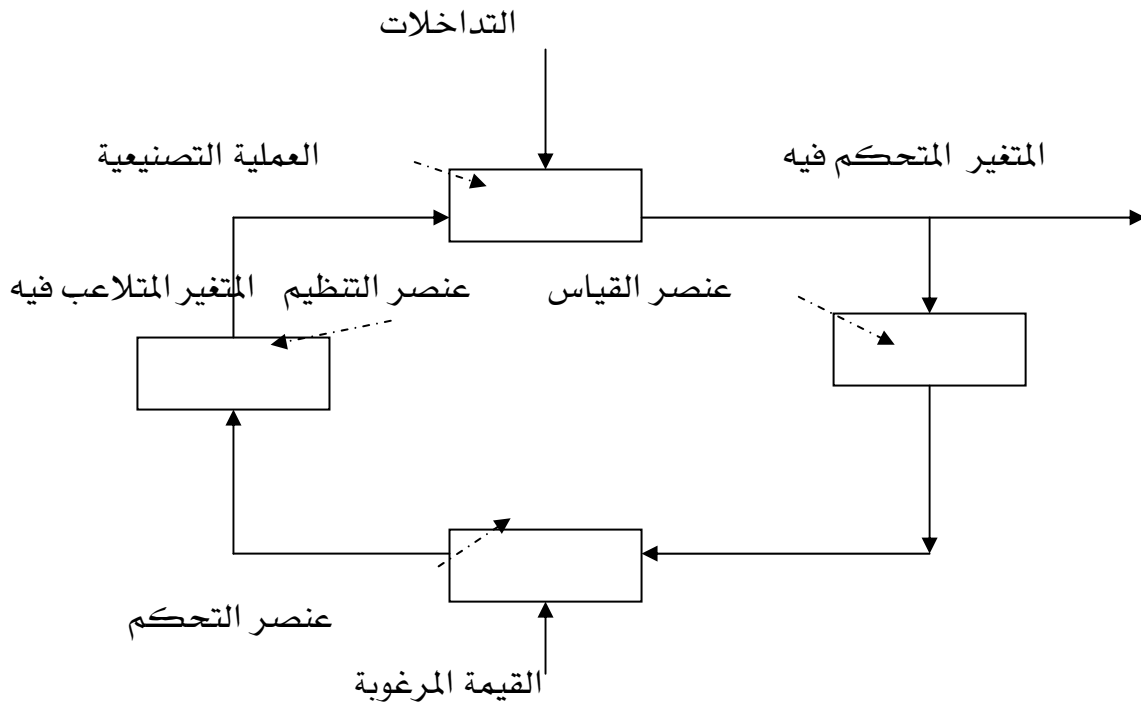 التداخلات
المتغير المتحكم فيه
العملية التصنيعية
عنصر القياس
عنصر التنظيم
المتغير المتلاعب فيه
عنصر التحكم
القيمة المرغوبة